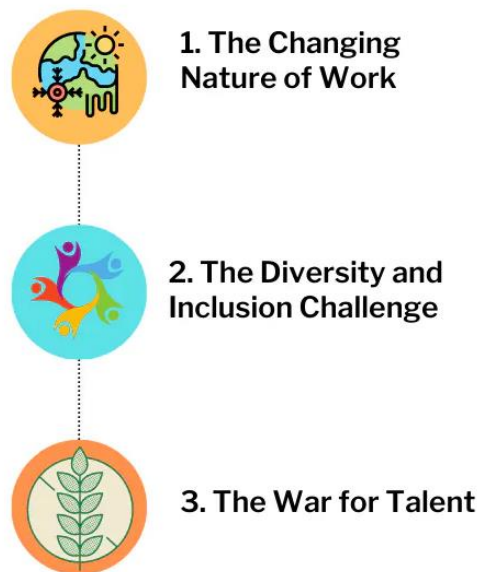 1. The Changing
Nature of Work
2. The Diversity and
Inclusion Challenge
3. The War for Talent